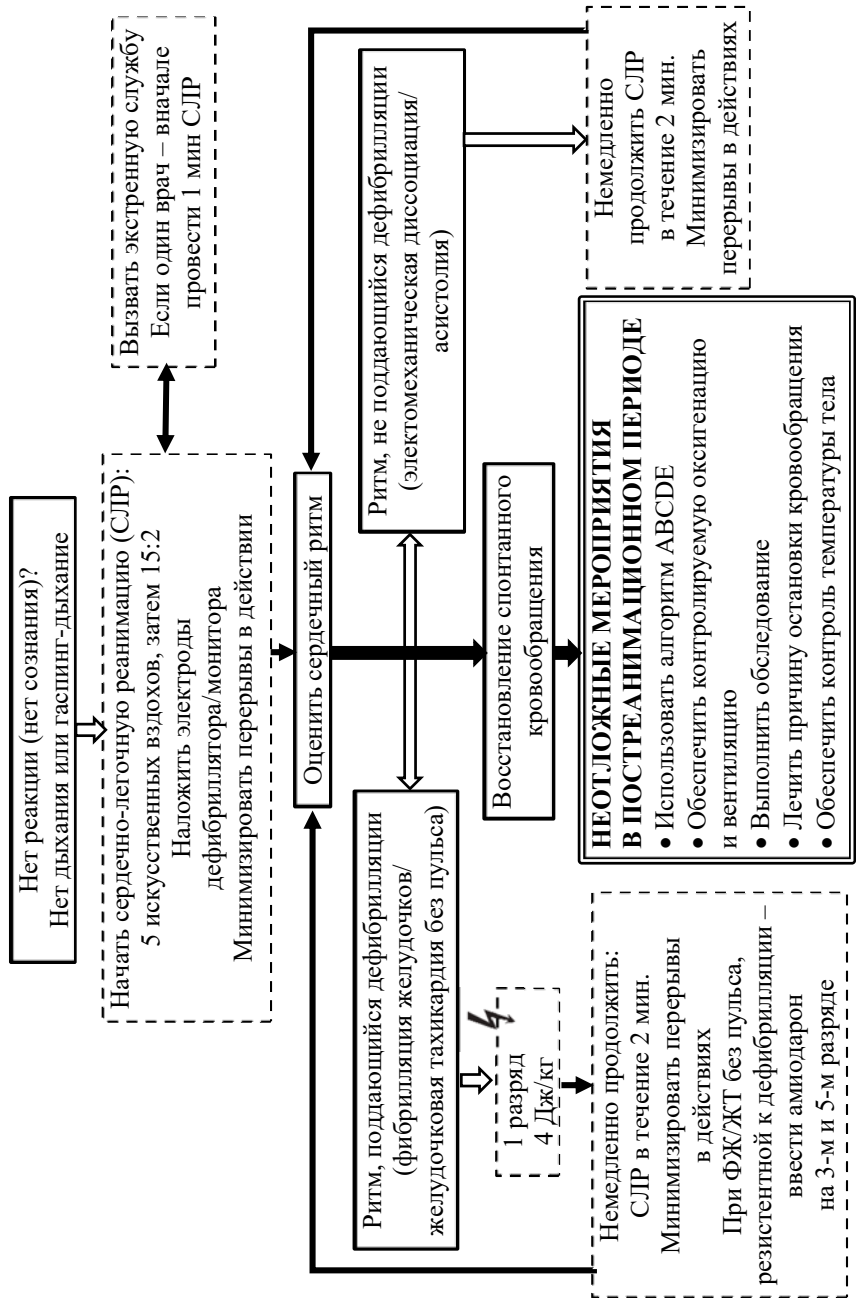 Нет реакции (нет сознания)?
Нет дыхания или гаспинг-дыхание
Начать сердечно-легочную реанимацию (СЛР):
5 искусственных вздохов, затем 15:2
Наложить электроды
дефибриллятора/монитора
Минимизировать перерывы в действии
Вызвать экстренную службу
Если один врач – вначале
провести 1 мин СЛР
Оценить сердечный ритм
Ритм, поддающийся дефибрилляции
(фибрилляция желудочков/
желудочковая тахикардия без пульса)
Ритм, не поддающийся дефибрилляции
(электомеханическая диссоциация/
асистолия)
1 разряд
4 Дж/кг
Восстановление спонтанного
кровообращения
Немедленно продолжить:
СЛР в течение 2 мин.
Минимизировать перерывы
в действиях
При ФЖ/ЖТ без пульса,
резистентной к дефибрилляции –
ввести амиодарон
на 3-м и 5-м разряде
НЕОТЛОЖНЫЕ МЕРОПРИЯТИЯ
В ПОСТРЕАНИМАЦИОННОМ ПЕРИОДЕ
• Использовать алгоритм ABCDE
• Обеспечить контролируемую оксигенацию
и вентиляцию
• Выполнить обследование
• Лечить причину остановки кровообращения
• Обеспечить контроль температуры тела
Немедленно
продолжить СЛР
в течение 2 мин.
Минимизировать
перерывы в действиях